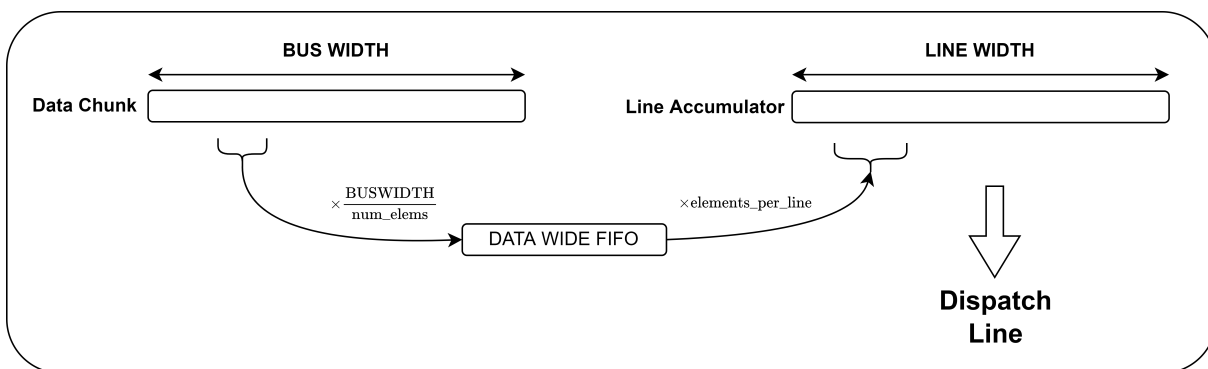 BUS WIDTH
LINE WIDTH
Data Chunk
Line Accumulator
×BUSWIDTH
num_elems
×elements_per_line
DATA WIDE FIFO
Dispatch
Line